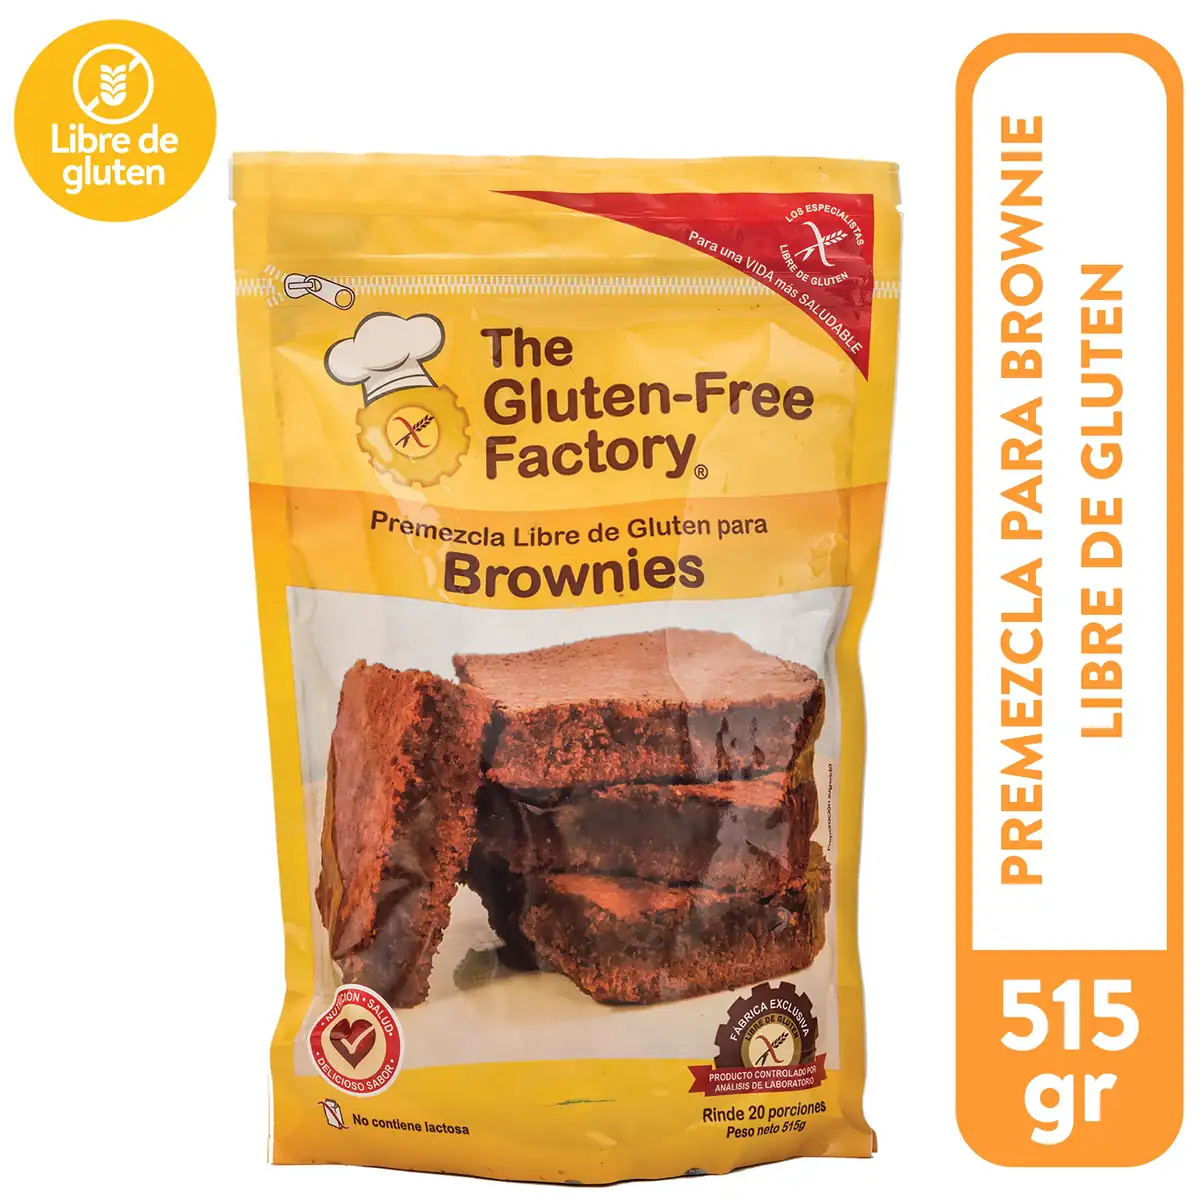 Libre de
gluten
LOS ESPECIALISTAS
LIBRE DE GLUTEN
Para una VIDA más SALUDABLE
The
Gluten-Free
Factory®
Premezcla Libre de Gluten para
Brownies
Preparación sugerida
NUTRICIÓN • SALUD •
• DELICIOSO SABOR
FÁBRICA EXCLUSIVA
LIBRE DE GLUTEN
PRODUCTO CONTROLADO POR
ANÁLISIS DE LABORATORIO
No contiene lactosa
Rinde 20 porciones
Peso neto 515g
PREMEZCLA PARA BROWNIE
LIBRE DE GLUTEN
515
gr